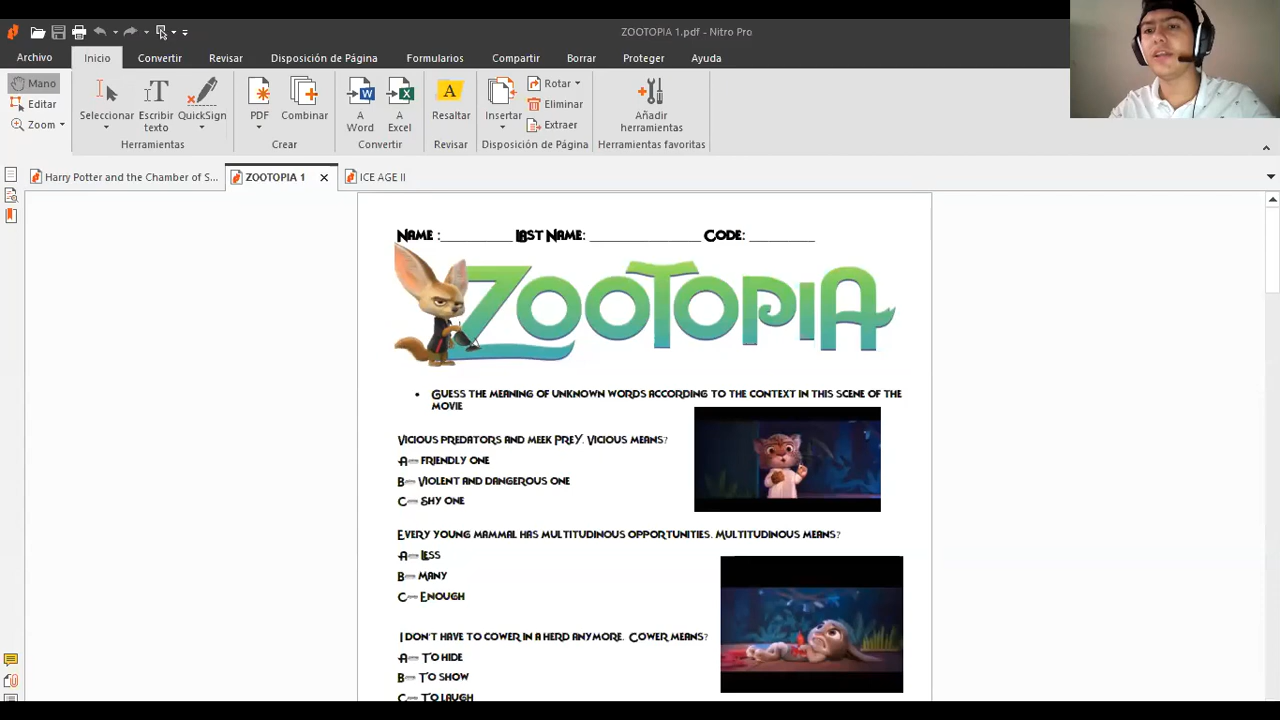 ZOOTOPIA 1.pdf - Nitro Pro
Archivo Inicio Convertir Revisar Disposición de Página Formularios Compartir Borrar Proteger Ayuda
Mano
Editar
Zoom
Seleccionar
Escribir texto
QuickSign
Herramientas
PDF
Combinar
Crear
A Word
A Excel
Convertir
Resaltar
Revisar
Insertar
Rotar
Eliminar
Extraer
Disposición de Página
Añadir herramientas
Herramientas favoritas
Harry Potter and the Chamber of S... ZOOTOPIA 1 ICE AGE II
Name :__________ Last Name: _______________ Code: _________
ZOOTOPIA
• Guess the meaning of unknown words according to the context in this scene of the
movie
Vicious predators and meek prey. Vicious means?
A— friendly one
B— Violent and dangerous one
C— Shy one
Every young mammal has multitudinous opportunities. Multitudinous means?
A— Less
B— many
C— Enough
I don't have to cower in a herd anymore. Cower means?
A— To hide
B— To show
C— To laugh